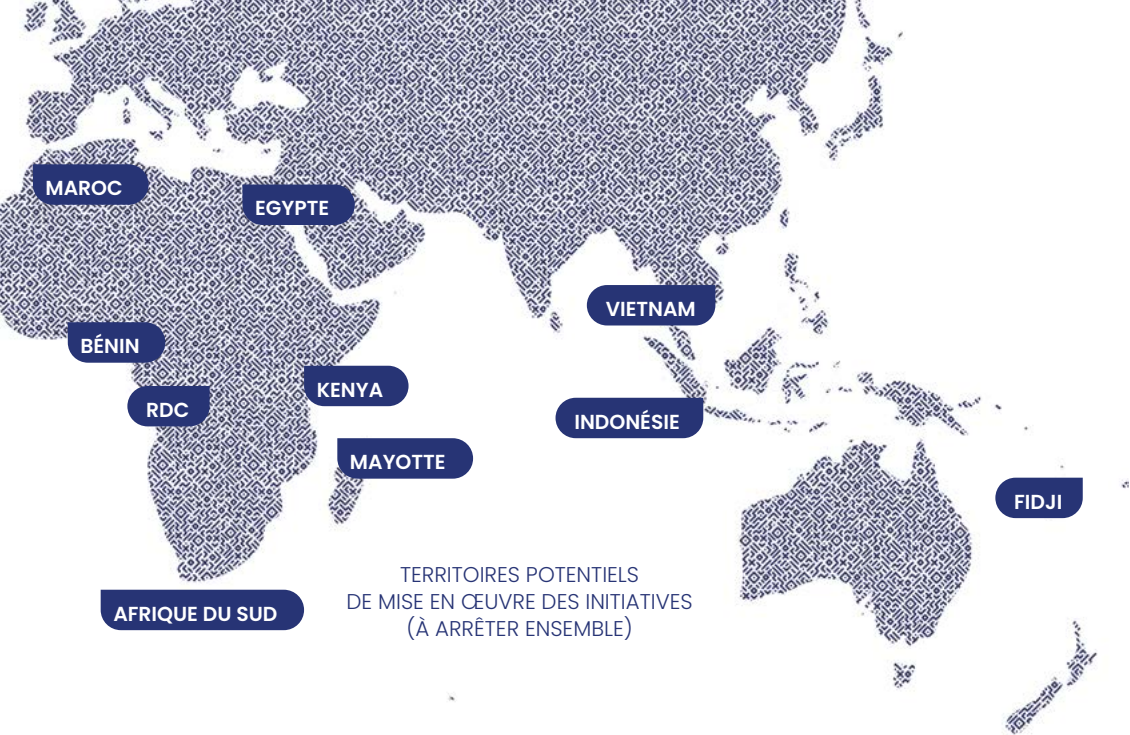 MAROC
EGYPTE
VIETNAM
BÉNIN
KENYA
RDC
INDONÉSIE
MAYOTTE
FIDJI
TERRITOIRES POTENTIELS
DE MISE EN ŒUVRE DES INITIATIVES
(À ARRÊTER ENSEMBLE)
AFRIQUE DU SUD